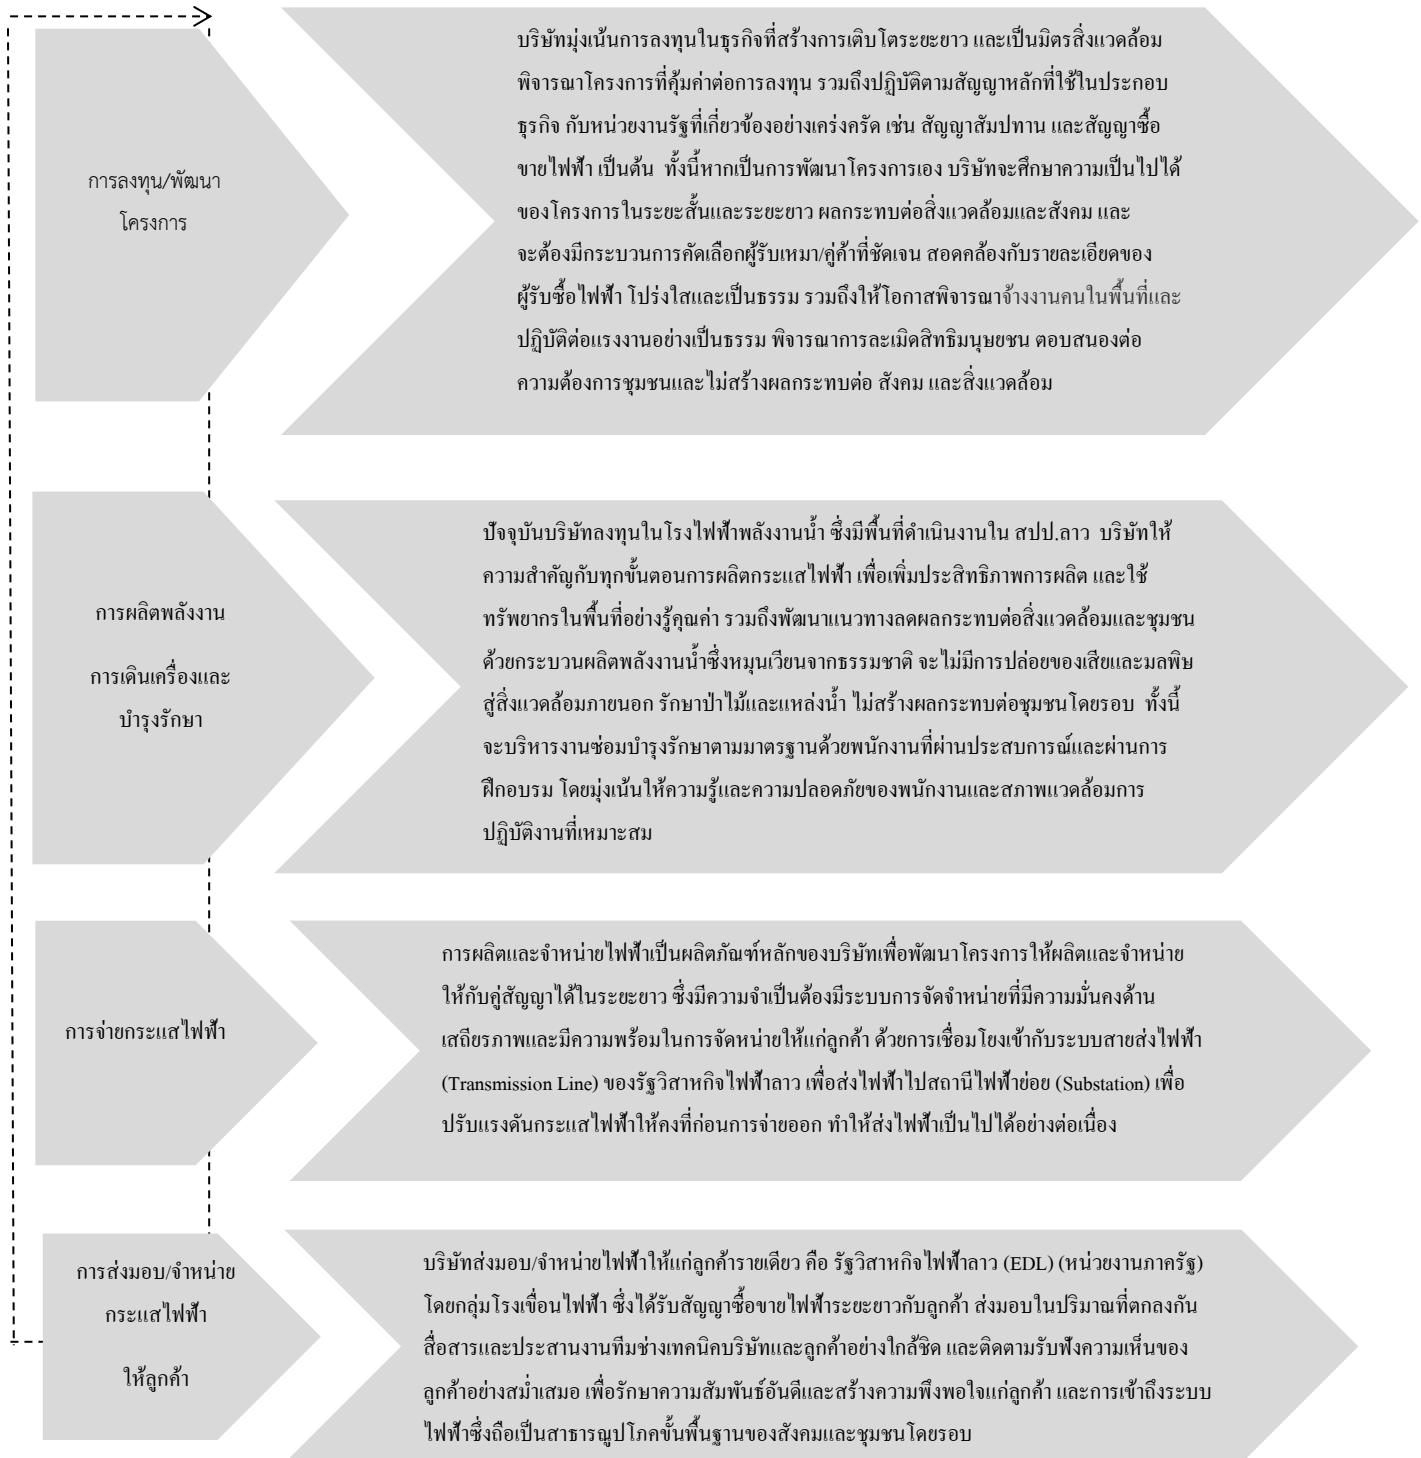 การลงทุน/พัฒนา
โครงการ
บริษัทมุ่งเน้นการลงทุนในธุรกิจที่สร้างการเติบโตระยะยาว และเป็นมิตรสิ่งแวดล้อม
พิจารณาโครงการที่คุ้มค่าต่อการลงทุน รวมถึงปฏิบัติตามสัญญาหลักที่ใช้ในประกอบ
ธุรกิจ กับหน่วยงานรัฐที่เกี่ยวข้องอย่างเคร่งครัด เช่น สัญญาสัมปทาน และสัญญาซื้อ
ขายไฟฟ้า เป็นต้น ทั้งนี้หากเป็นการพัฒนาโครงการเอง บริษัทจะศึกษาความเป็นไปได้
ของโครงการในระยะสั้นและระยะยาว ผลกระทบต่อสิ่งแวดล้อมและสังคม และ
จะต้องมีกระบวนการคัดเลือกผู้รับเหมา/คู่ค้าที่ชัดเจน สอดคล้องกับรายละเอียดของ
ผู้รับซื้อไฟฟ้า โปร่งใสและเป็นธรรม รวมถึงให้โอกาสพิจารณาจ้างงานคนในพื้นที่และ
ปฏิบัติต่อแรงงานอย่างเป็นธรรม พิจารณาการละเมิดสิทธิมนุษยชน ตอบสนองต่อ
ความต้องการชุมชนและไม่สร้างผลกระทบต่อ สังคม และสิ่งแวดล้อม
การผลิตพลังงาน
การเดินเครื่องและ
บำรุงรักษา
ปัจจุบันบริษัทลงทุนในโรงไฟฟ้าพลังงานน้ำ ซึ่งมีพื้นที่ดำเนินงานใน สปป.ลาว บริษัทให้
ความสำคัญกับทุกขั้นตอนการผลิตกระแสไฟฟ้า เพื่อเพิ่มประสิทธิภาพการผลิต และใช้
ทรัพยากรในพื้นที่อย่างรู้คุณค่า รวมถึงพัฒนาแนวทางลดผลกระทบต่อสิ่งแวดล้อมและชุมชน
ด้วยกระบวนผลิตพลังงานน้ำซึ่งหมุนเวียนจากธรรมชาติ จะไม่มีการปล่อยของเสียและมลพิษ
สู่สิ่งแวดล้อมภายนอก รักษาป่าไม้และแหล่งน้ำ ไม่สร้างผลกระทบต่อชุมชนโดยรอบ ทั้งนี้
จะบริหารงานซ่อมบำรุงรักษาตามมาตรฐานด้วยพนักงานที่ผ่านประสบการณ์และผ่านการ
ฝึกอบรม โดยมุ่งเน้นให้ความรู้และความปลอดภัยของพนักงานและสภาพแวดล้อมการ
ปฏิบัติงานที่เหมาะสม
การจ่ายกระแสไฟฟ้า
การผลิตและจำหน่ายไฟฟ้าเป็นผลิตภัณฑ์หลักของบริษัทเพื่อพัฒนาโครงการให้ผลิตและจำหน่าย
ให้กับคู่สัญญาได้ในระยะยาว ซึ่งมีความจำเป็นต้องมีระบบการจัดจำหน่ายที่มีความมั่นคงด้าน
เสถียรภาพและมีความพร้อมในการจัดหน่ายให้แก่ลูกค้า ด้วยการเชื่อมโยงเข้ากับระบบสายส่งไฟฟ้า
(Transmission Line) ของรัฐวิสาหกิจไฟฟ้าลาว เพื่อส่งไฟฟ้าไปสถานีไฟฟ้าย่อย (Substation) เพื่อ
ปรับแรงดันกระแสไฟฟ้าให้คงที่ก่อนการจ่ายออก ทำให้ส่งไฟฟ้าเป็นไปได้อย่างต่อเนื่อง
การส่งมอบ/จำหน่าย
กระแสไฟฟ้า
ให้ลูกค้า
บริษัทส่งมอบ/จำหน่ายไฟฟ้าให้แก่ลูกค้ารายเดียว คือ รัฐวิสาหกิจไฟฟ้าลาว (EDL) (หน่วยงานภาครัฐ)
โดยกลุ่มโรงเขื่อนไฟฟ้า ซึ่งได้รับสัญญาซื้อขายไฟฟ้าระยะยาวกับลูกค้า ส่งมอบในปริมาณที่ตกลงกัน
สื่อสารและประสานงานทีมช่างเทคนิคบริษัทและลูกค้าอย่างใกล้ชิด และติดตามรับฟังความเห็นของ
ลูกค้าอย่างสม่ำเสมอ เพื่อรักษาความสัมพันธ์อันดีและสร้างความพึงพอใจแก่ลูกค้า และการเข้าถึงระบบ
ไฟฟ้าซึ่งถือเป็นสาธารณูปโภคขั้นพื้นฐานของสังคมและชุมชนโดยรอบ